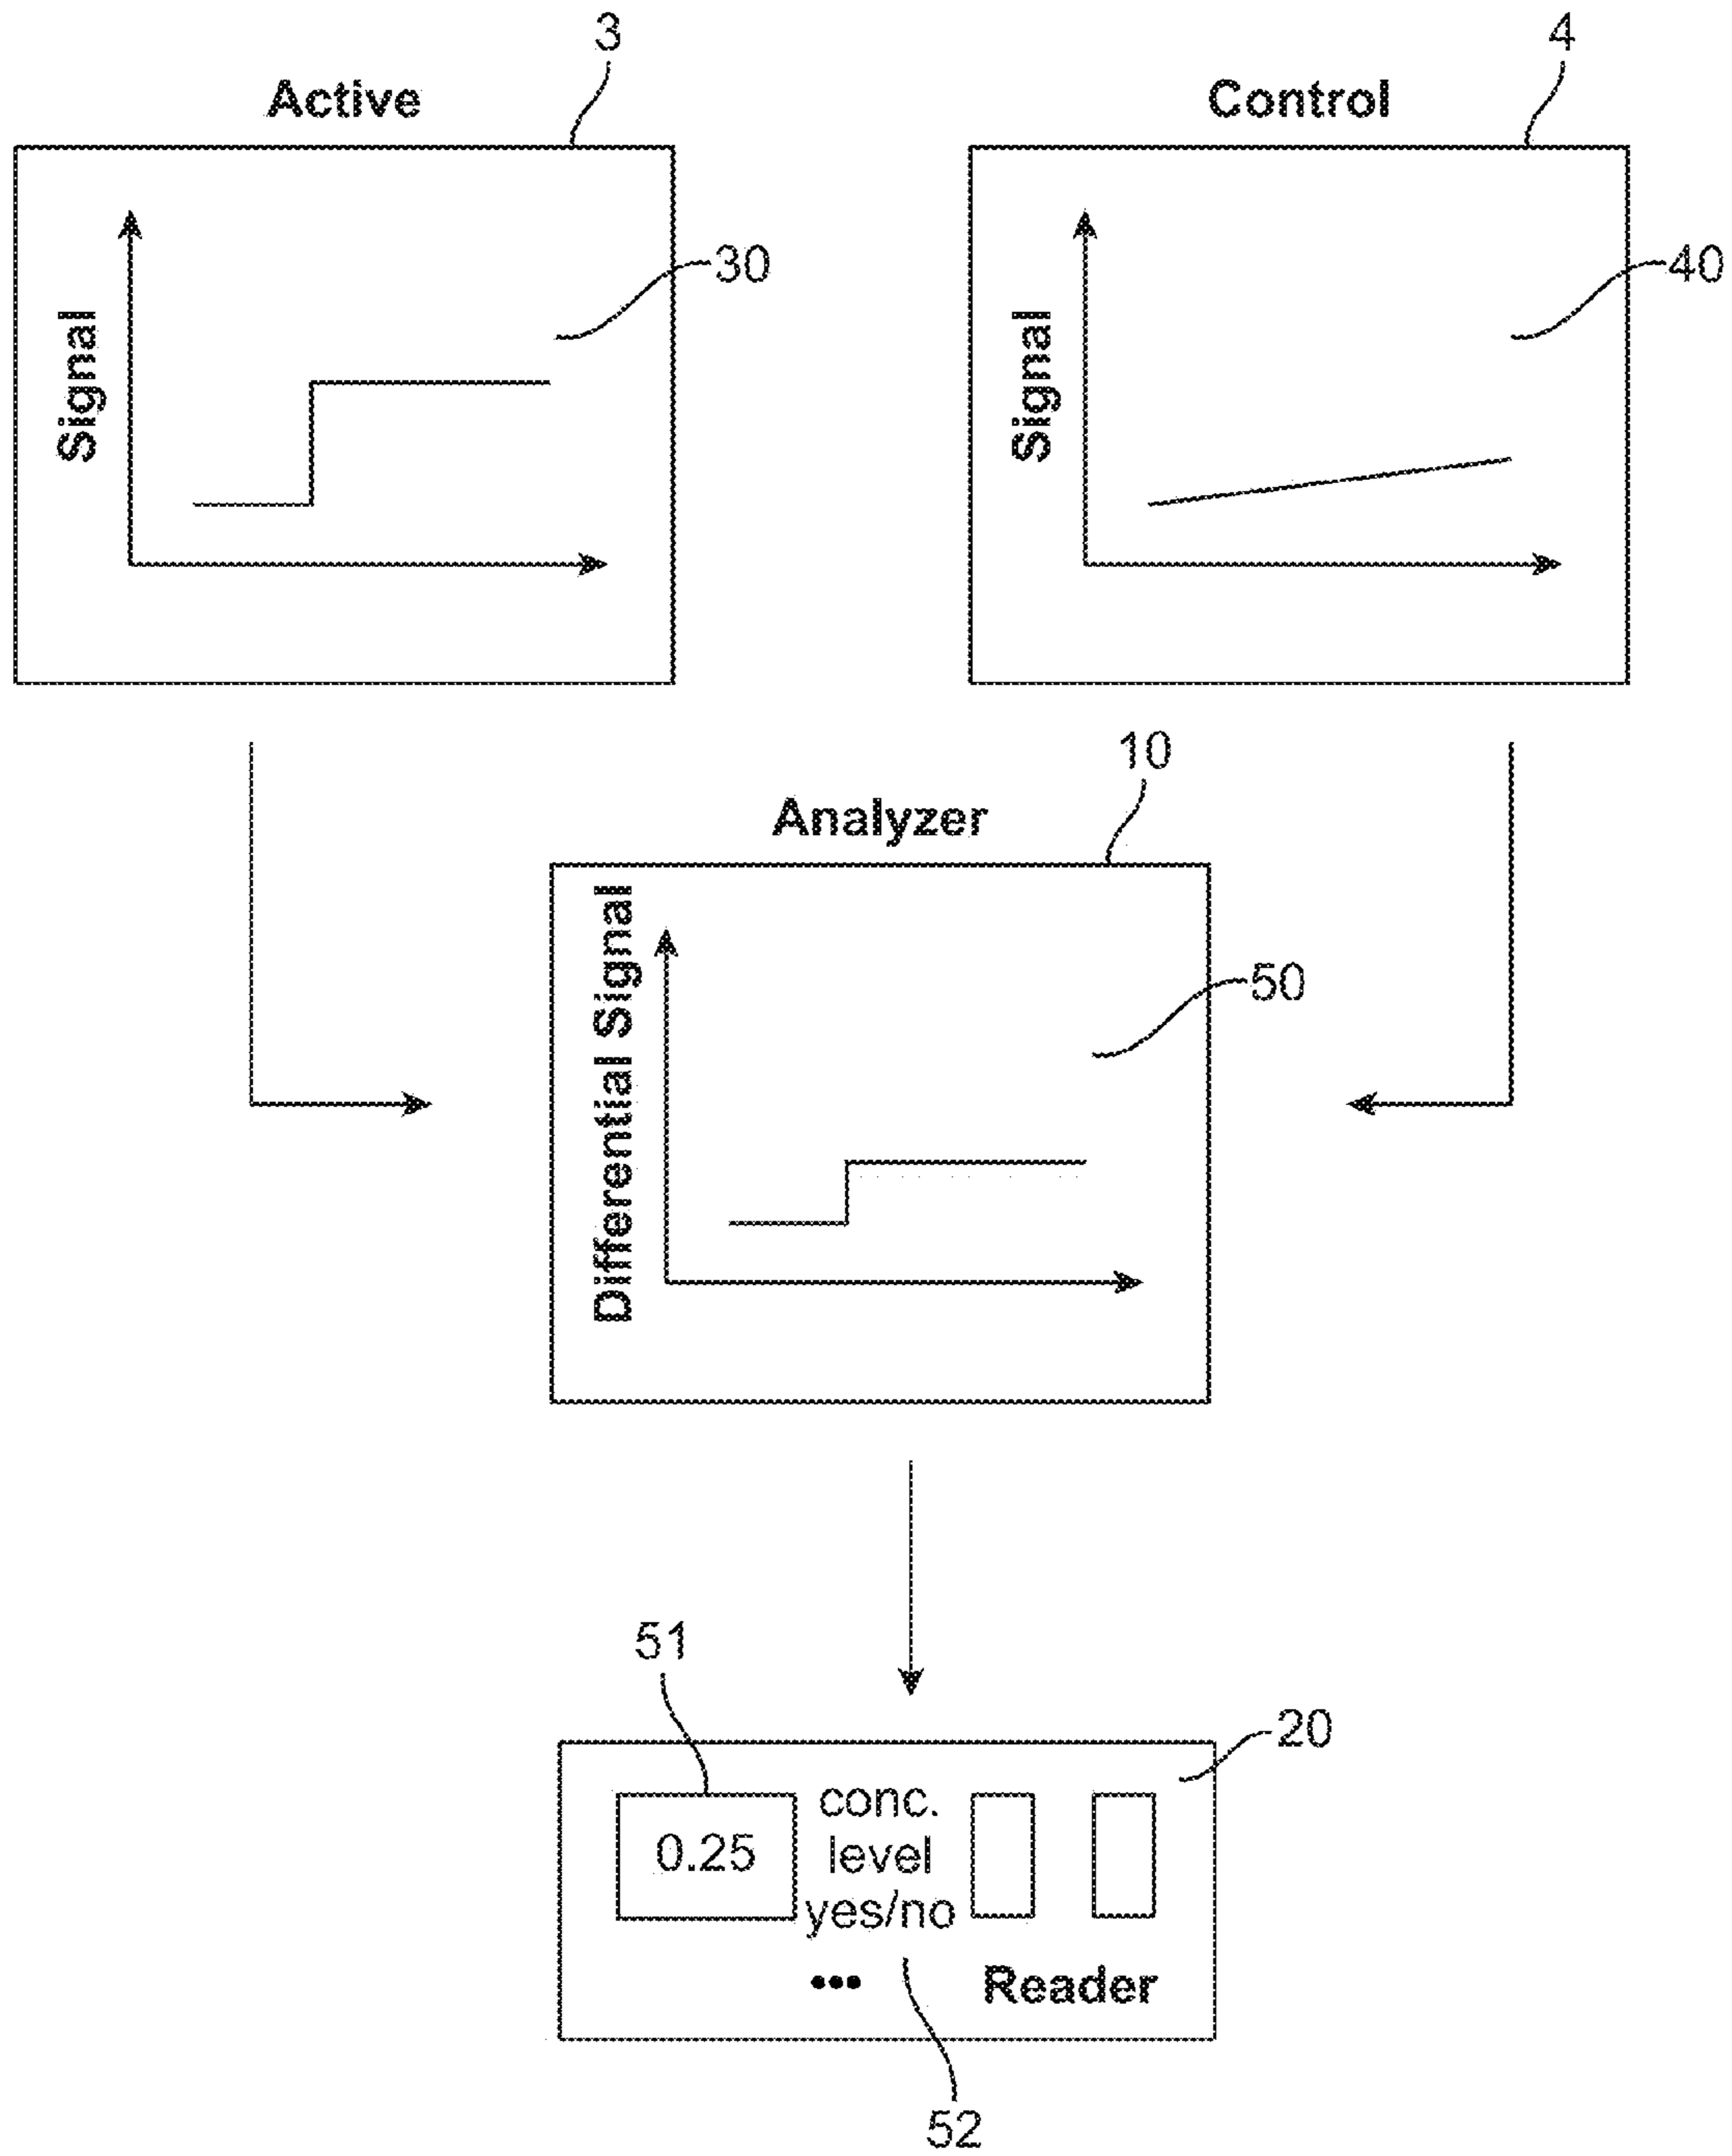 3
4
Active
Control
Signal
30
Signal
40
10
Analyzer
Differential Signal
50
51
20
0.25
conc.
level
yes/no
...
Reader
52